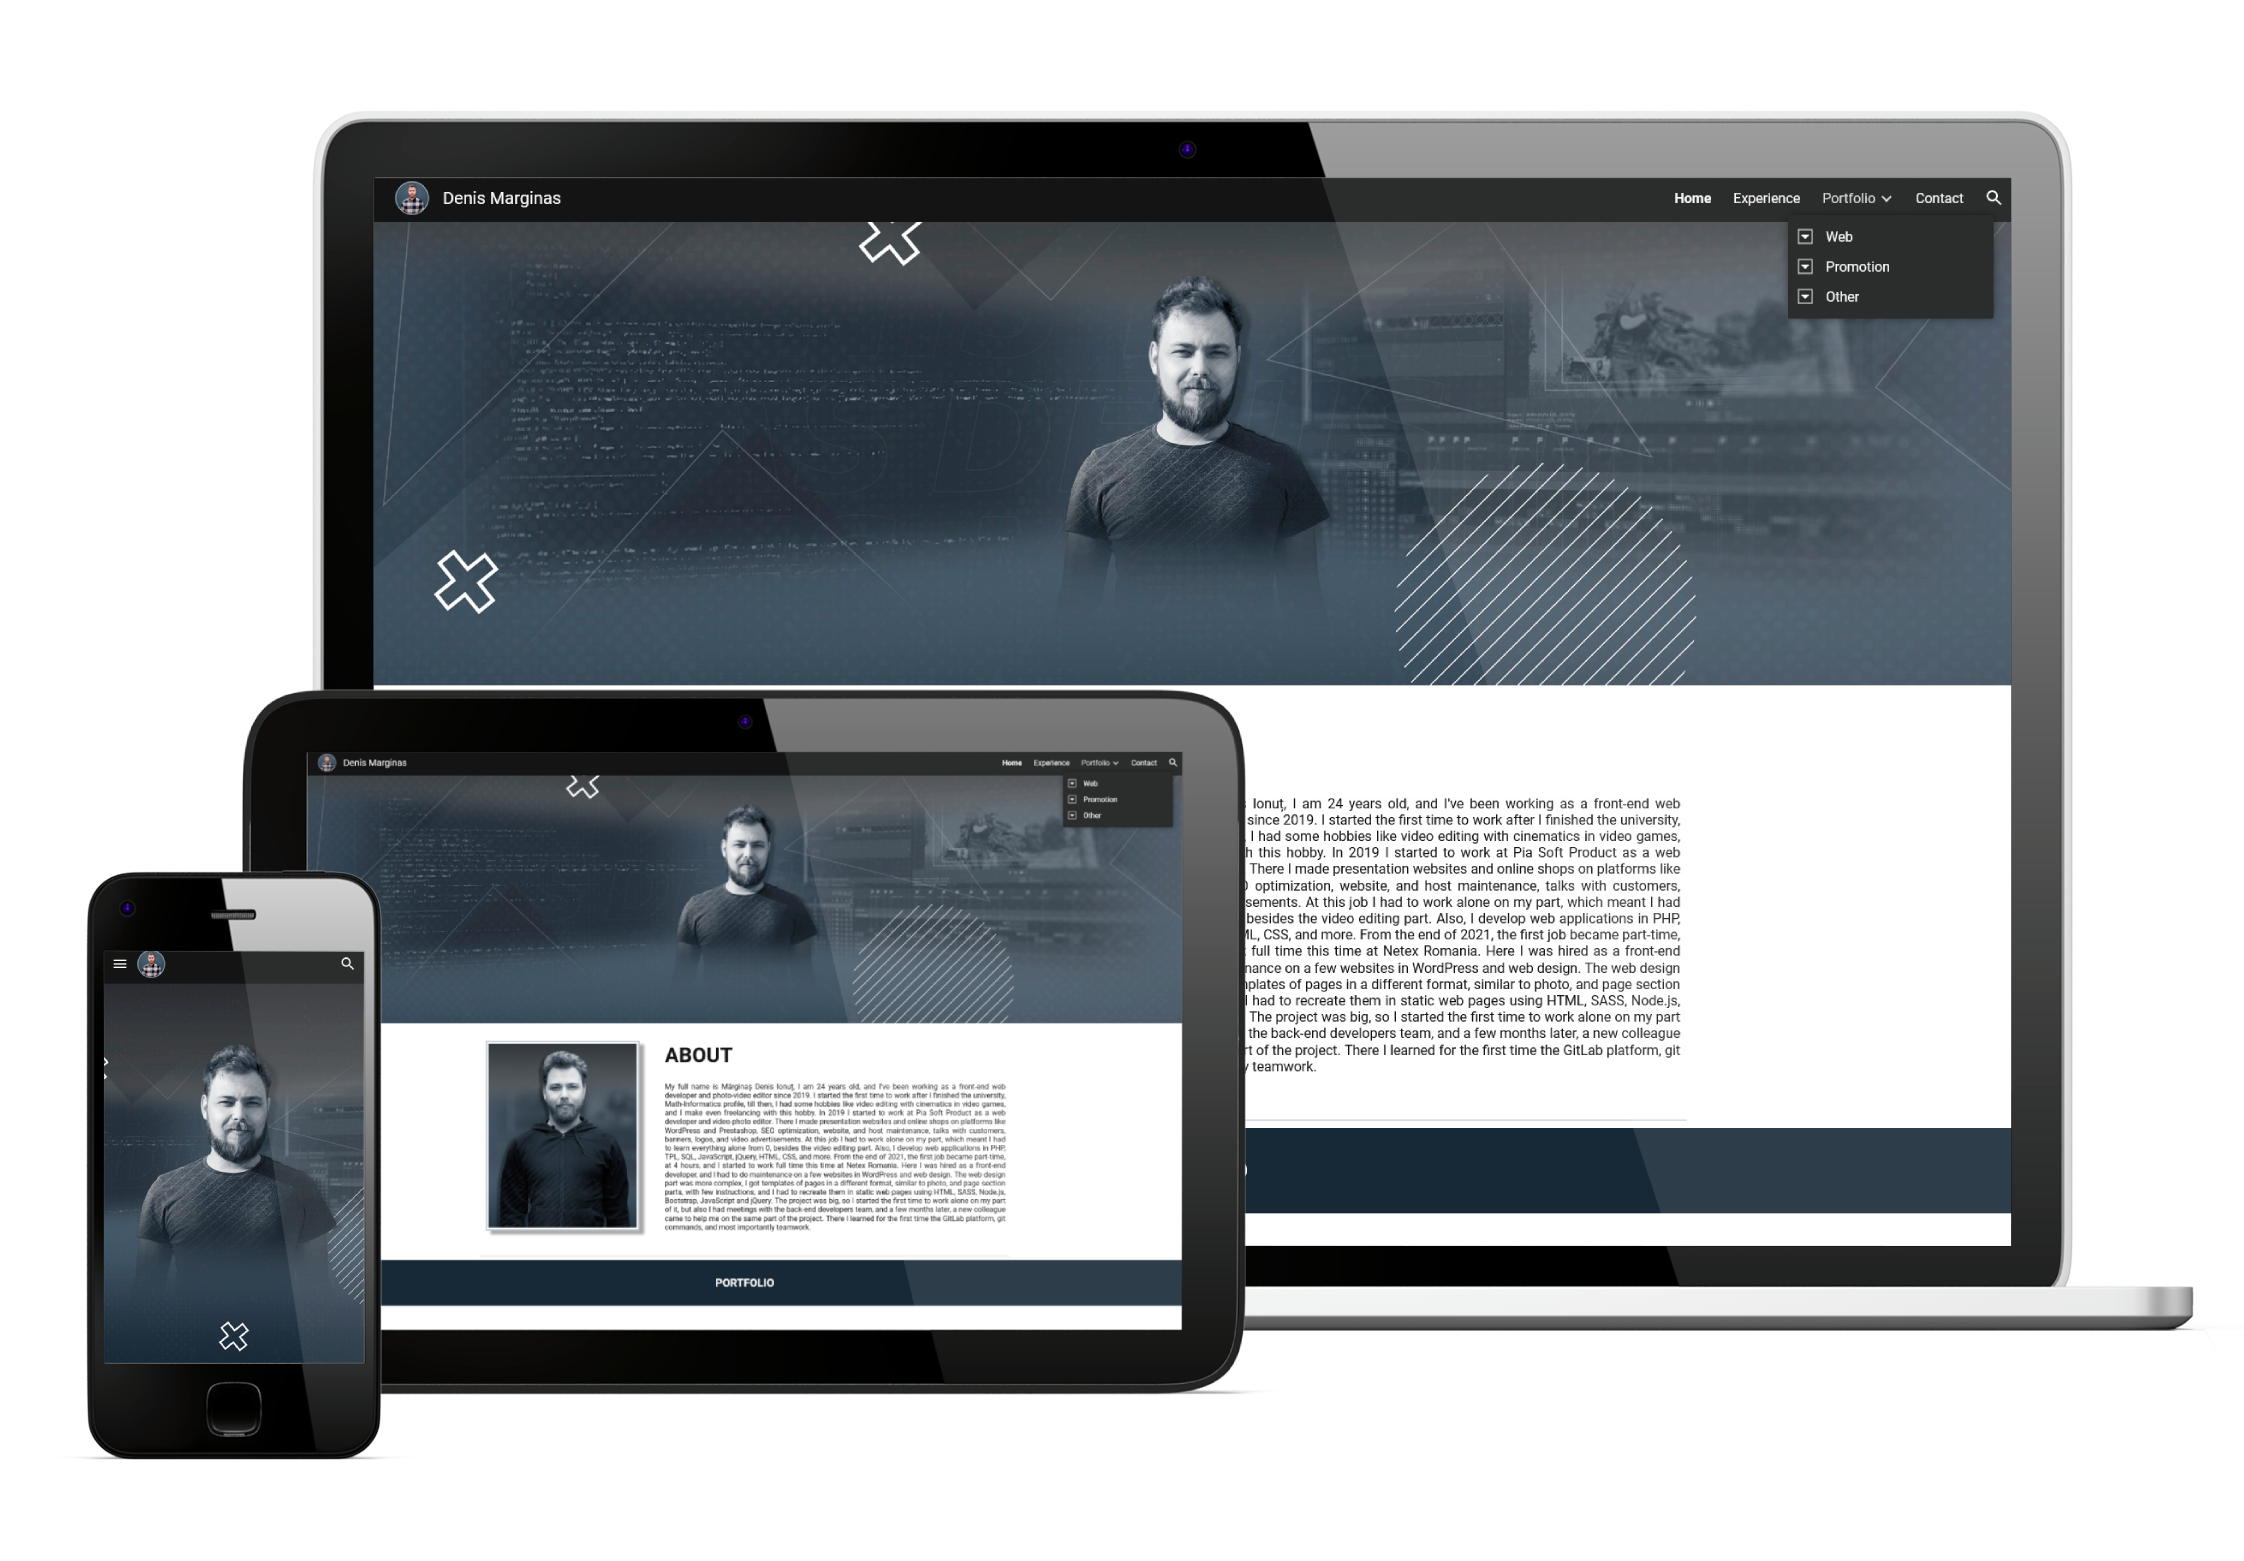 Denis Marginas
Home Experience Portfolio Contact
Web
Promotion
Other
Ionuț, I am 24 years old, and I've been working as a front-end web
since 2019. I started the first time to work after I finished the university,
I had some hobbies like video editing with cinematics in video games,
this hobby. In 2019 I started to work at Pia Soft Product as a web
There I made presentation websites and online shops on platforms like
optimization, website, and host maintenance, talks with customers,
sements. At this job I had to work alone on my part, which meant I had
besides the video editing part. Also, I develop web applications in PHP,
ML, CSS, and more. From the end of 2021, the first job became part-time,
full time this time at Netex Romania. Here I was hired as a front-end
nance on a few websites in WordPress and web design. The web design
nplates of pages in a different format, similar to photo, and page section
I had to recreate them in static web pages using HTML, SASS, Node.js,
The project was big, so I started the first time to work alone on my part
the back-end developers team, and a few months later, a new colleague
rt of the project. There I learned for the first time the GitLab platform, git
y teamwork.
Denis Marginas
Home Experience Portfolio Contact
Web
Promotion
Other
ABOUT
My full name is Mărginaș Denis Ionuț, I am 24 years old, and I've been working as a front-end web
developer and photo-video editor since 2019. I started the first time to work after I finished the university,
Math-Informatics profile, till then, I had some hobbies like video editing with cinematics in video games,
and I make even freelancing with this hobby. In 2019 I started to work at Pia Soft Product as a web
developer and video-photo editor. There I made presentation websites and online shops on platforms like
WordPress and Prestashop, SEO optimization, website, and host maintenance, talks with customers,
banners, logos, and video advertisements. At this job I had to work alone on my part, which meant I had
to learn everything alone from 0, besides the video editing part. Also, I develop web applications in PHP,
TPL, SQL, JavaScript, jQuery, HTML, CSS, and more. From the end of 2021, the first job became part-time,
at 4 hours, and I started to work full time this time at Netex Romania. Here I was hired as a front-end
developer, and I had to do maintenance on a few websites in WordPress and web design. The web design
part was more complex, I got templates of pages in a different format, similar to photo, and page section
parts, with few instructions, and I had to recreate them in static web pages using HTML, SASS, Node.js,
Bootstrap, JavaScript and jQuery. The project was big, so I started the first time to work alone on my part
of it, but also I had meetings with the back-end developers team, and a few months later, a new colleague
came to help me on the same part of the project. There I learned for the first time the GitLab platform, git
commands, and most importantly teamwork.
PORTFOLIO